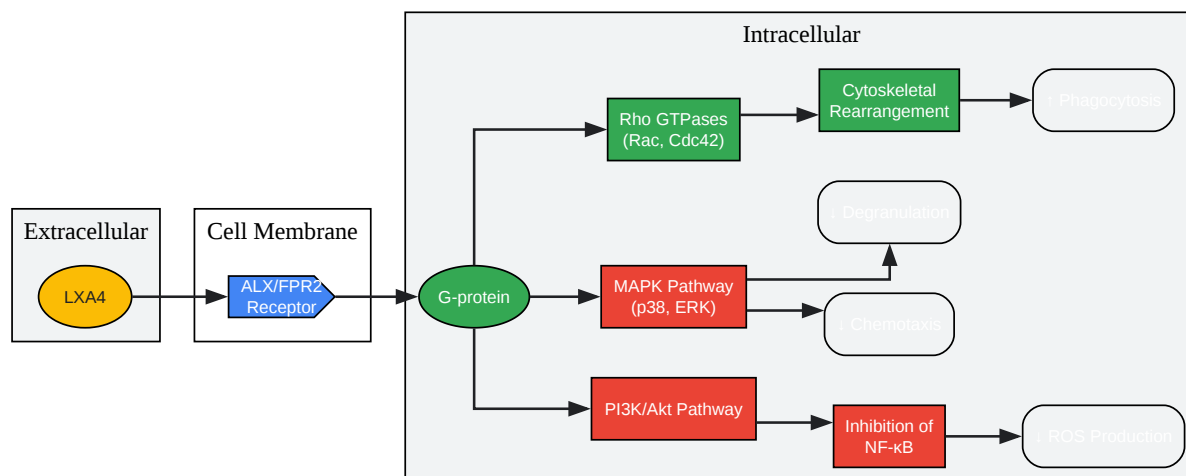 Intracellular
Cytoskeletal
Rearrangement
↑ Phagocytosis
Rho GTPases
(Rac, Cdc42)
↓ Degranulation
Extracellular
Cell Membrane
LXA4
ALX/FPR2
Receptor
G-protein
MAPK Pathway
(p38, ERK)
↓ Chemotaxis
PI3K/Akt Pathway
Inhibition of
NF-κB
↓ ROS Production